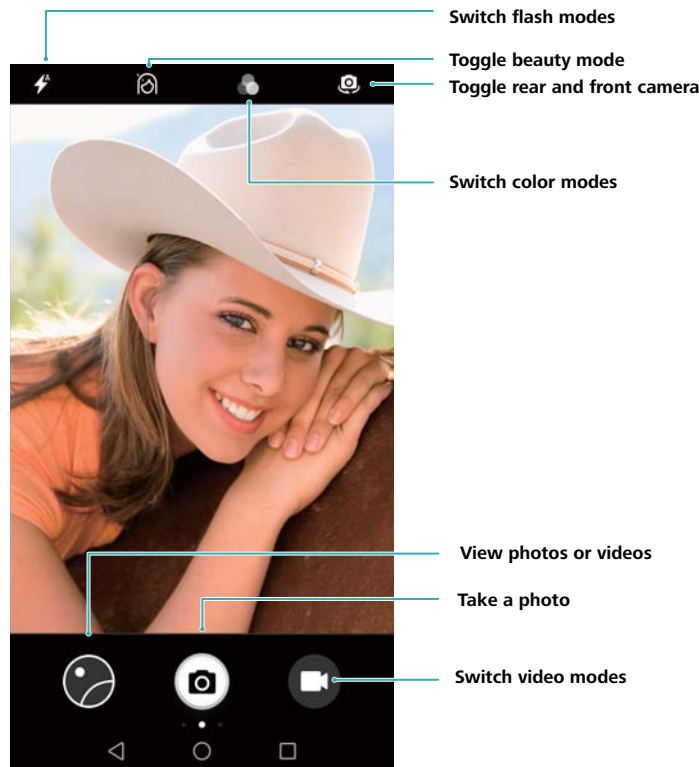 Switch flash modes
Toggle beauty mode
Toggle rear and front camera
Switch color modes
View photos or videos
Take a photo
Switch video modes